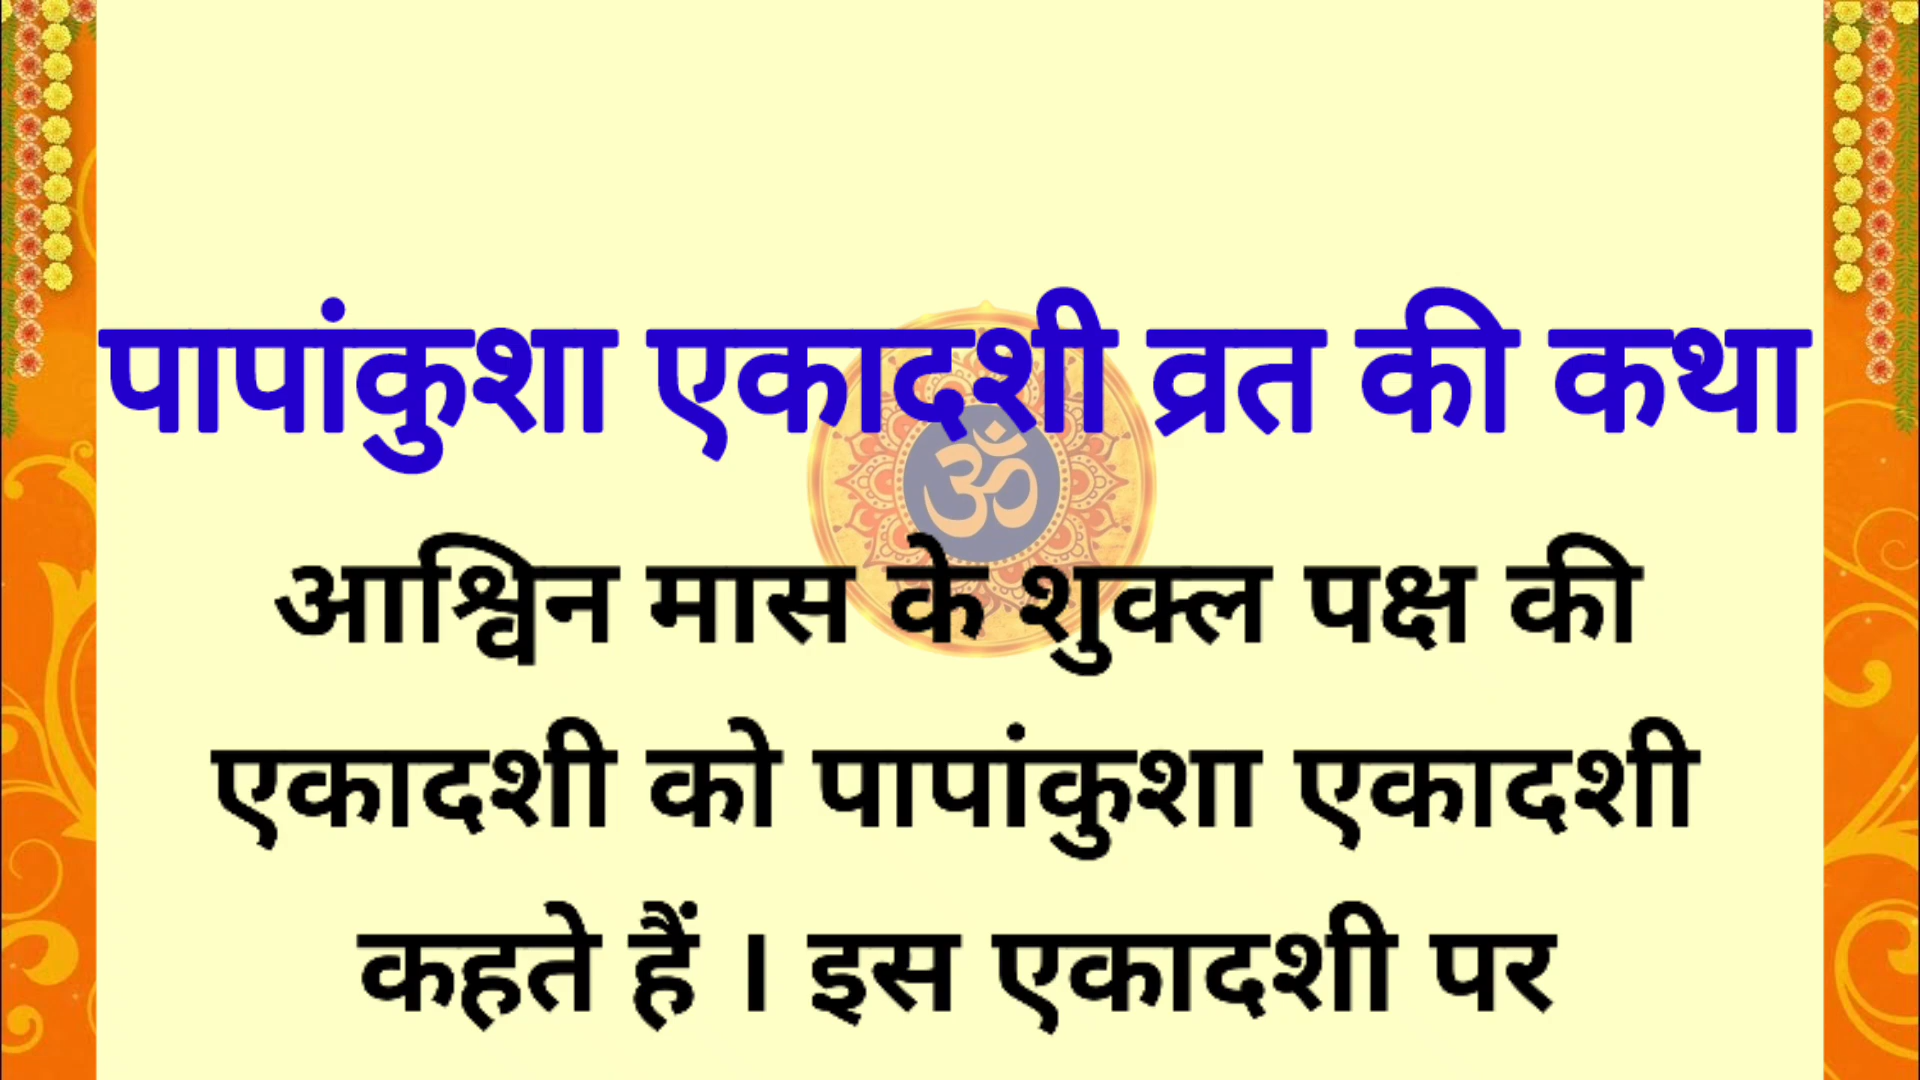 पापांकुशा एकादशी व्रत की कथा
ॐ
आश्विन मास के शुक्ल पक्ष की
एकादशी को पापांकुशा एकादशी
कहते हैं । इस एकादशी पर